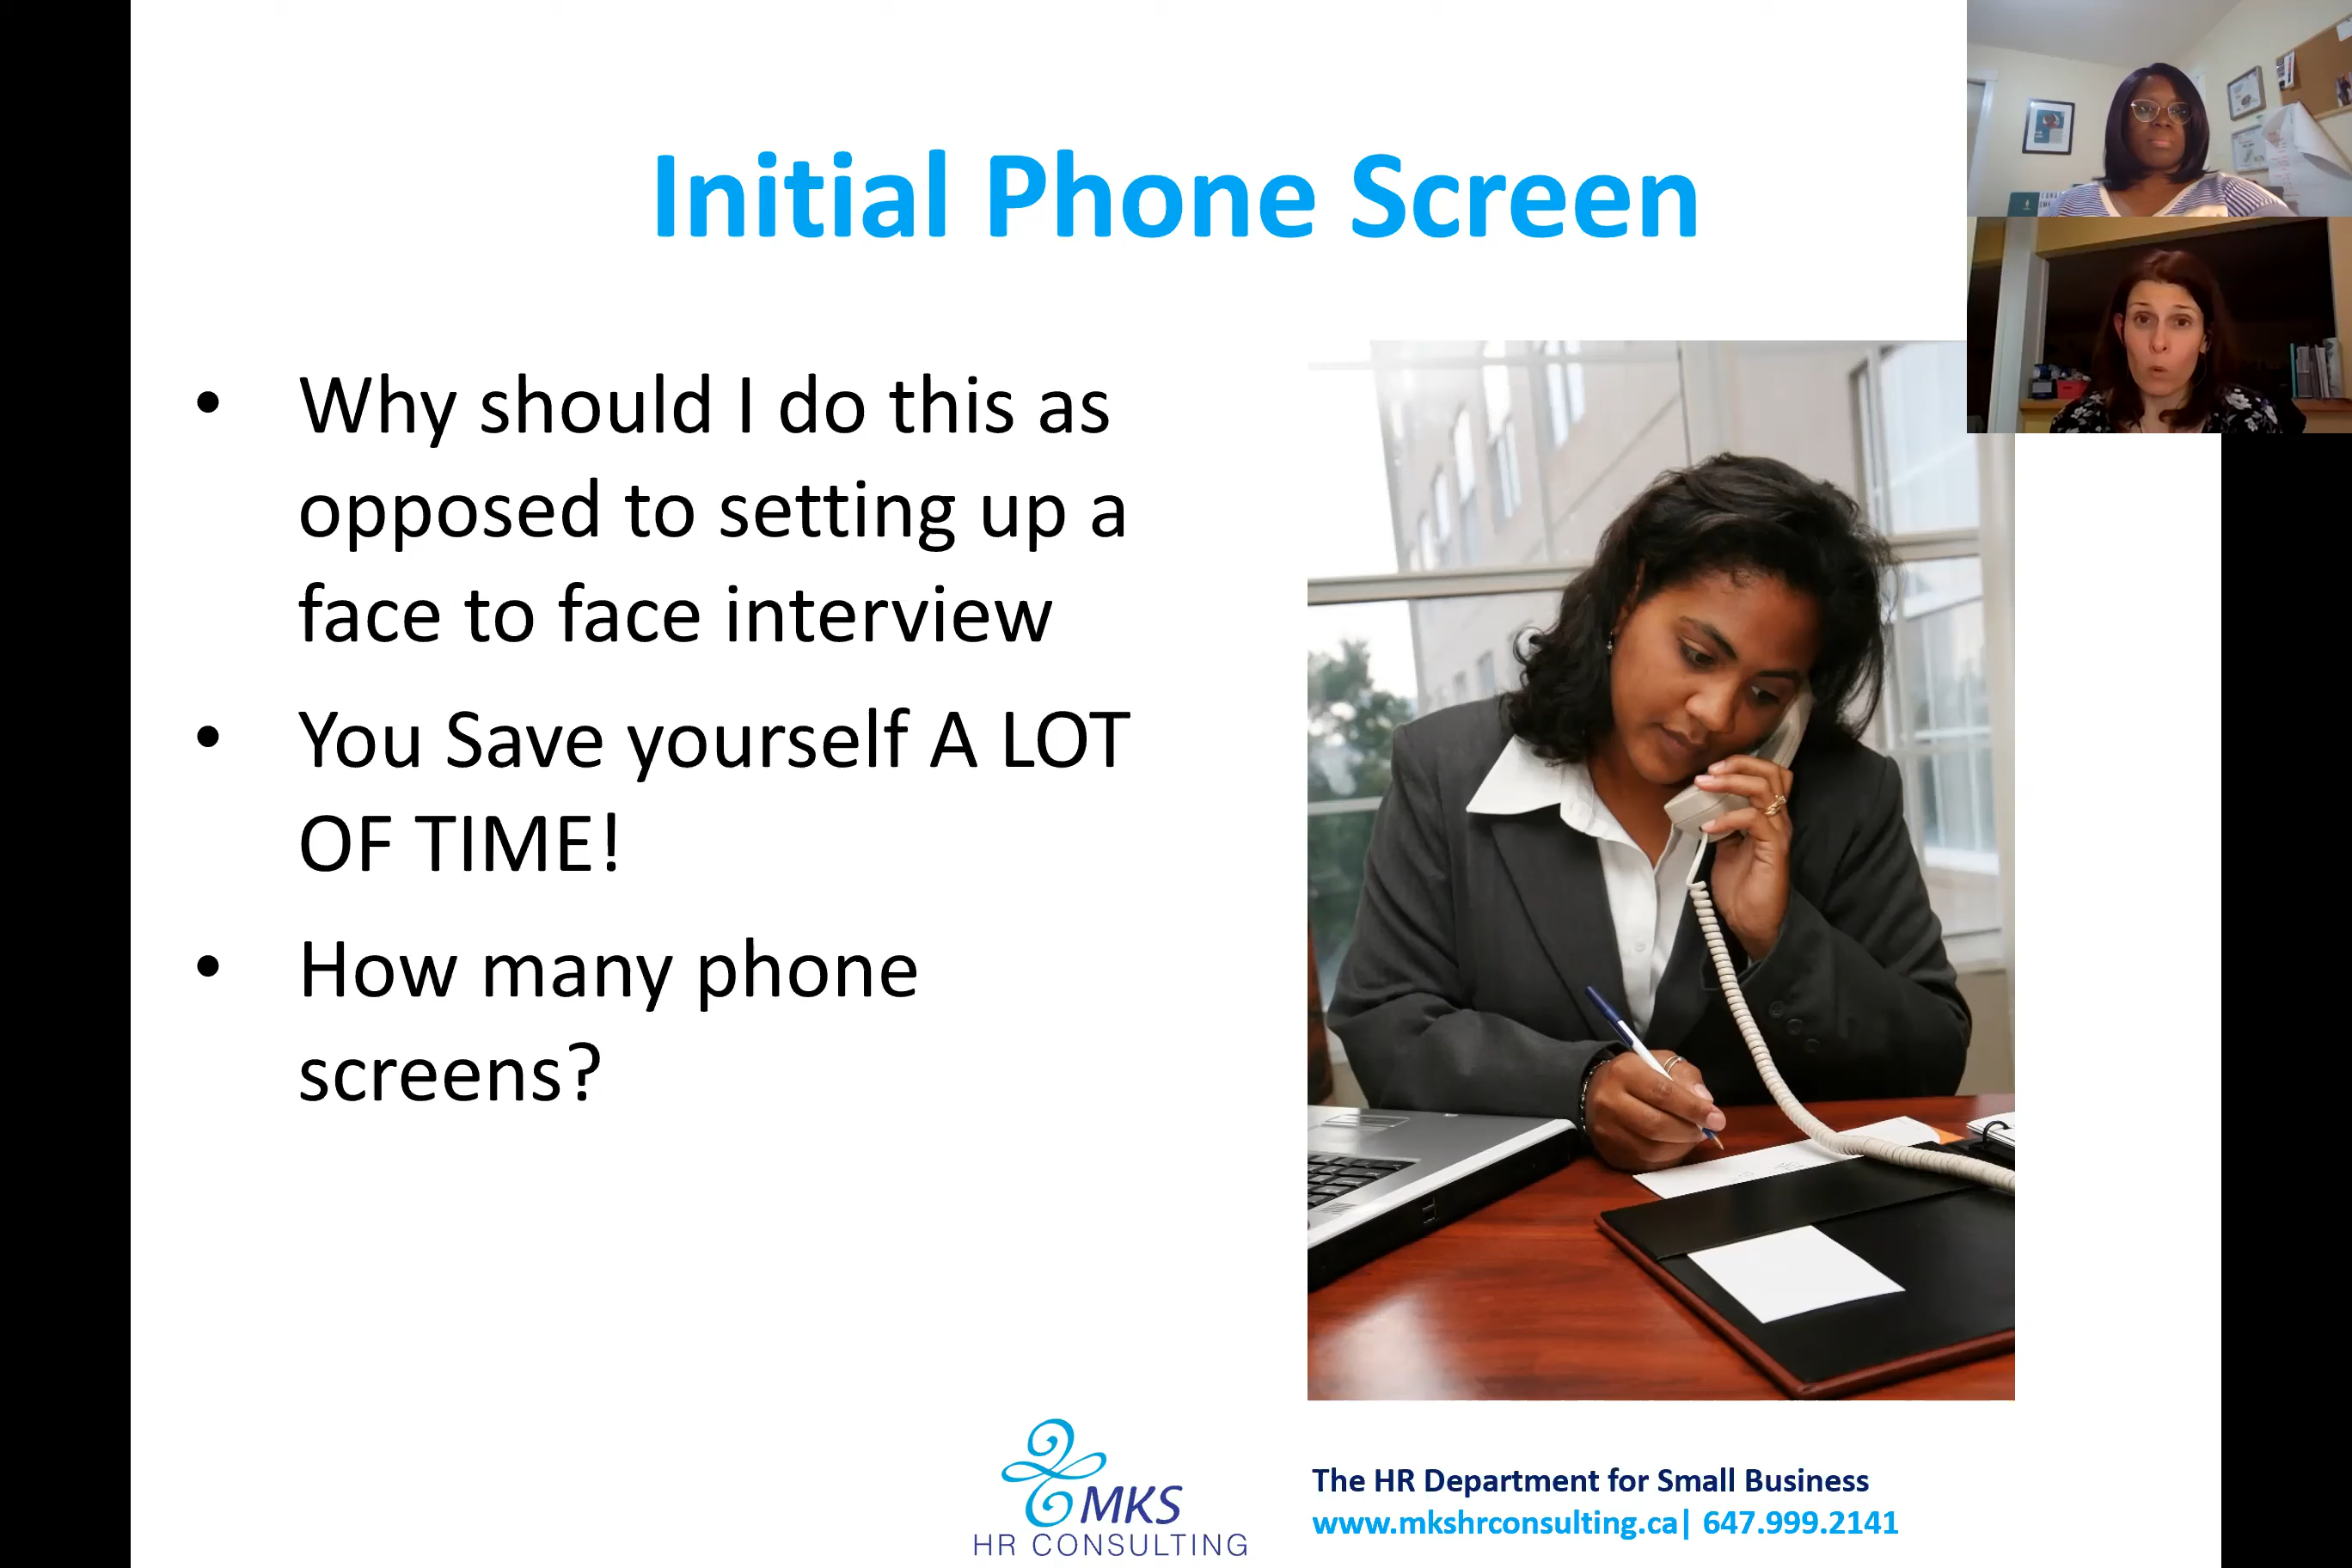 Initial Phone Screen
• Why should I do this as
opposed to setting up a
face to face interview
• You Save yourself A LOT
OF TIME!
• How many phone
screens?
MKS
HR CONSULTING
The HR Department for Small Business
www.mkshrconsulting.ca| 647.999.2141